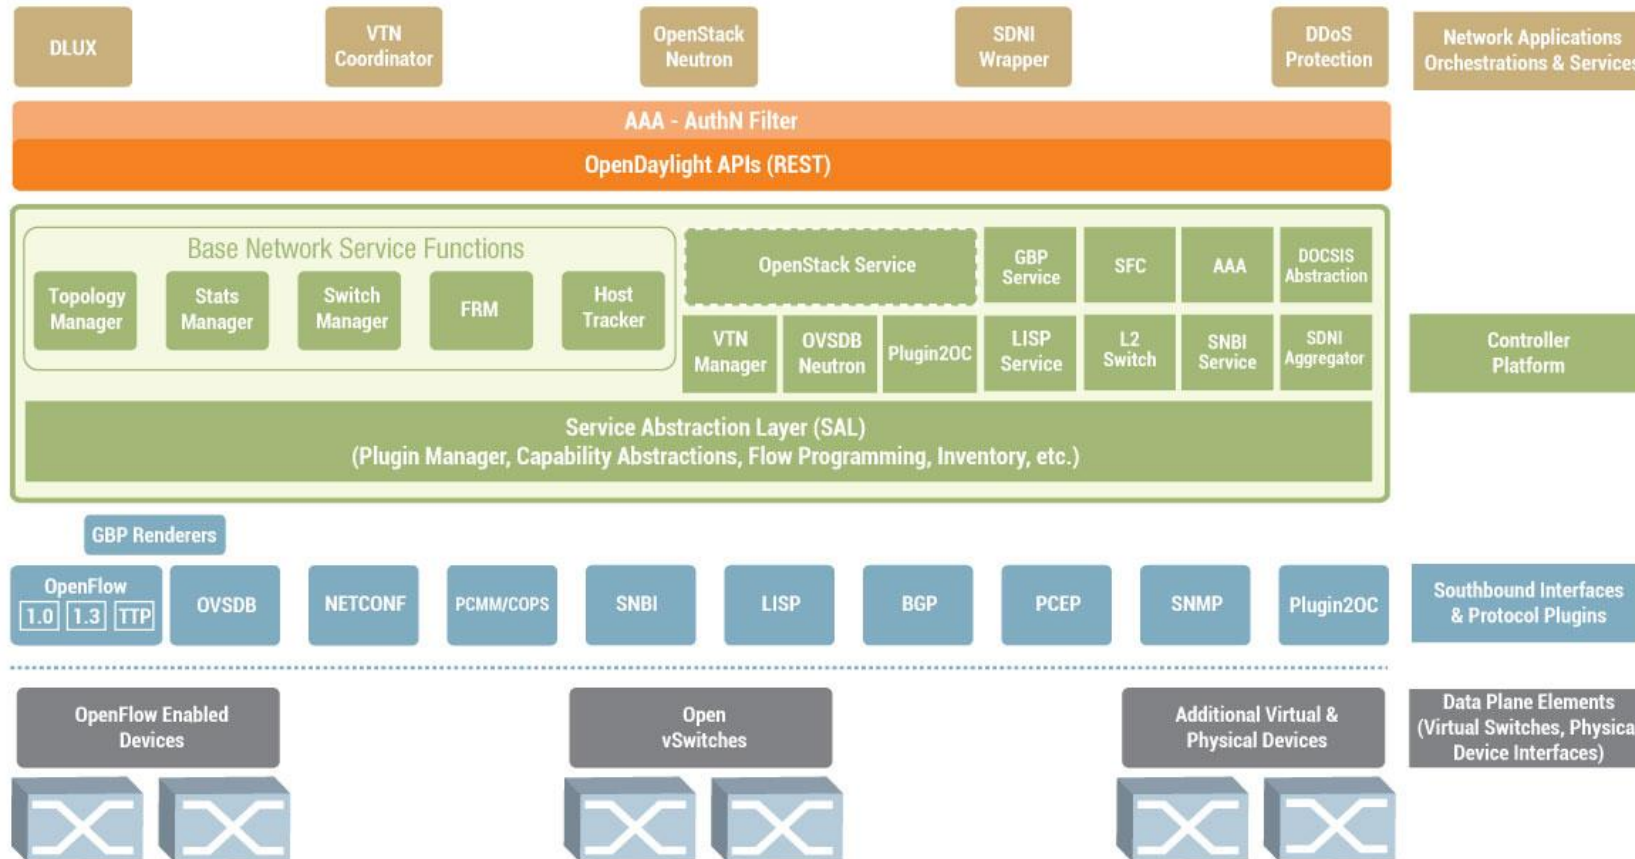 DLUX
VTN
Coordinator
OpenStack
Neutron
SDNI
Wrapper
DDoS
Protection
Network Applications
Orchestrations & Services
AAA - AuthN Filter
OpenDaylight APIs (REST)
Base Network Service Functions
Topology
Manager
Stats
Manager
Switch
Manager
FRM
Host
Tracker
OpenStack Service
GBP
Service
SFC
AAA
DOCSIS
Abstraction
VTN
Manager
OVSDB
Neutron
Plugin2OC
LISP
Service
L2
Switch
SNBI
Service
SDNI
Aggregator
Controller
Platform
Service Abstraction Layer (SAL)
(Plugin Manager, Capability Abstractions, Flow Programming, Inventory, etc.)
GBP Renderers
OpenFlow
1.0 1.3 TTP
OVSDB
NETCONF
PCMM/COPS
SNBI
LISP
BGP
PCEP
SNMP
Plugin2OC
Southbound Interfaces
& Protocol Plugins
OpenFlow Enabled
Devices
Open
vSwitches
Additional Virtual &
Physical Devices
Data Plane Elements
(Virtual Switches, Physica
Device Interfaces)